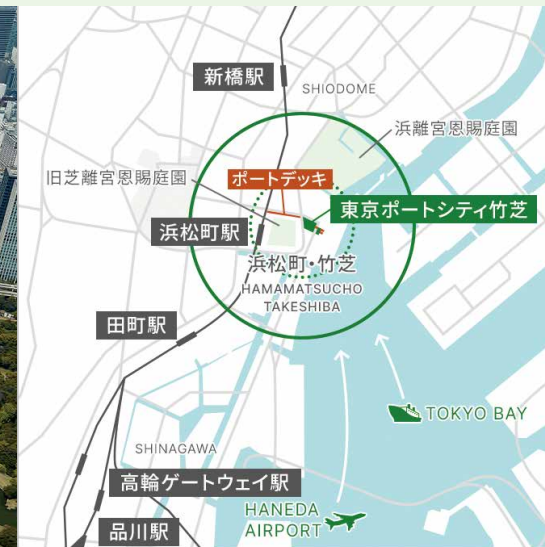 新橋駅
SHIODOME
浜離宮恩賜庭園
旧芝離宮恩賜庭園
ポートデッキ
東京ポートシティ竹芝
浜松町駅
浜松町・竹芝
HAMAMATSUCHO
TAKESHIBA
田町駅
TOKYO BAY
SHINAGAWA
高輪ゲートウェイ駅
HANEDA
AIRPORT
品川駅